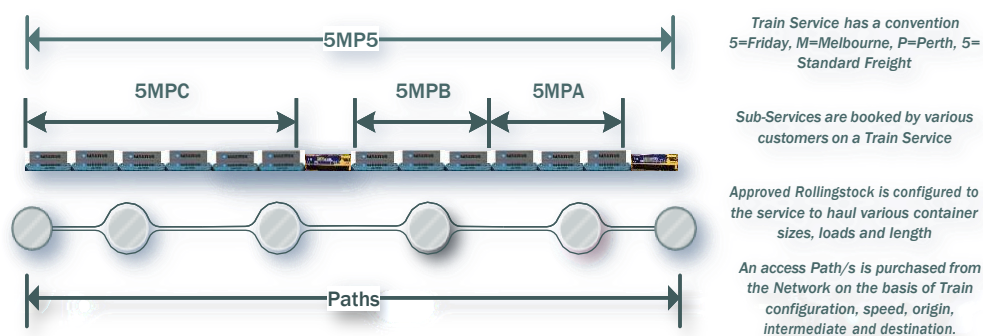 5MP5
Train Service has a convention
5=Friday, M=Melbourne, P=Perth, 5=
Standard Freight
5MPC
5MPB
5MPA
Sub-Services are booked by various
customers on a Train Service
Approved Rollingstock is configured to
the service to haul various container
sizes, loads and length
Paths
An access Path/s is purchased from
the Network on the basis of Train
configuration, speed, origin,
intermediate and destination.